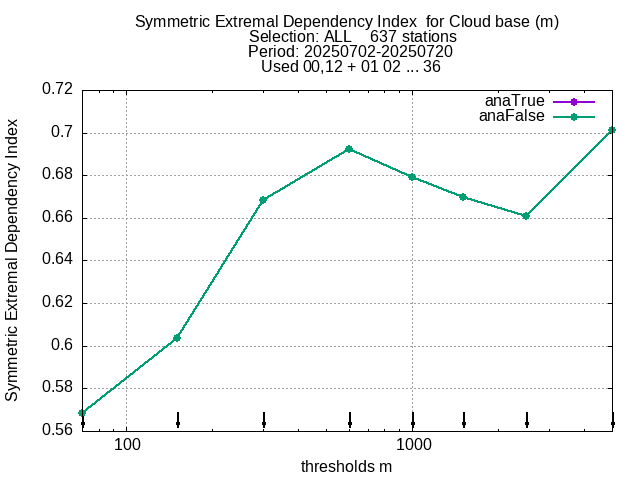 Symmetric Extremal Dependency Index  for Cloud base (m)
Selection: ALL    637 stations
Period: 20250702-20250720
Used 00,12 + 01 02 ... 36
anaTrue
anaFalse
Symmetric Extremal Dependency Index
0.72
0.7
0.68
0.66
0.64
0.62
0.6
0.58
0.56
100
1000
thresholds m